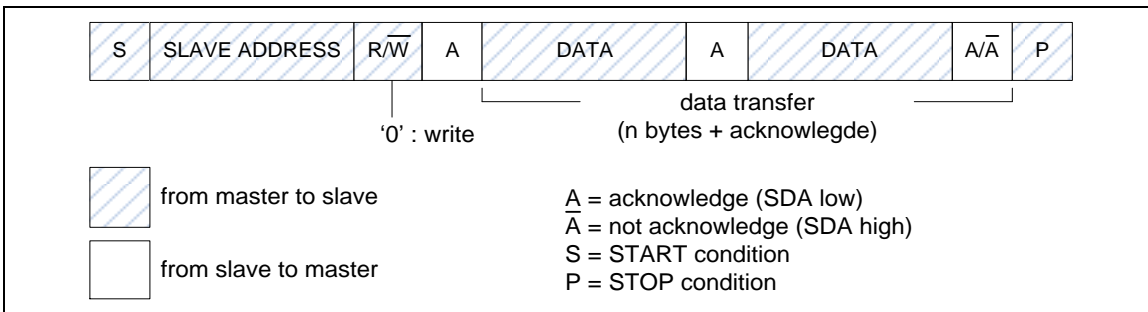 S SLAVE ADDRESS R/W̅ A DATA A DATA A/A̅ P
data transfer
‘0’ : write (n bytes + acknowlegde)
from master to slave
A = acknowledge (SDA low)
A̅ = not acknowledge (SDA high)
S = START condition
from slave to master
P = STOP condition